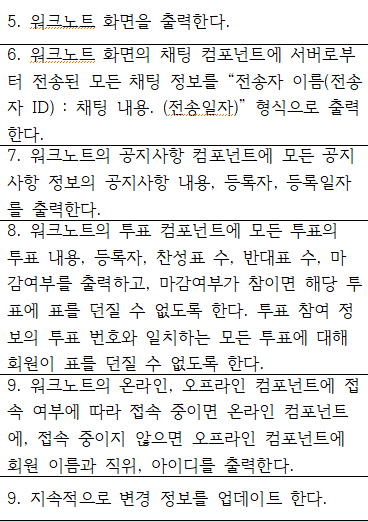 5. 워크노트 화면을 출력한다.
6. 워크노트 화면의 채팅 컴포넌트에 서버로부
터 전송된 모든 채팅 정보를 “전송자 이름(전송
자 ID) : 채팅 내용. (전송일자)” 형식으로 출력
한다.
7. 워크노트의 공지사항 컴포넌트에 모든 공지
사항 정보의 공지사항 내용, 등록자, 등록일자
를 출력한다.
8. 워크노트의 투표 컴포넌트에 모든 투표의
투표 내용, 등록자, 찬성표 수, 반대표 수, 마
감여부를 출력하고, 마감여부가 참이면 해당 투
표에 표를 던질 수 없도록 한다. 투표 참여 정
보의 투표 번호와 일치하는 모든 투표에 대해
회원이 표를 던질 수 없도록 한다.
9. 워크노트의 온라인, 오프라인 컴포넌트에 접
속 여부에 따라 접속 중이면 온라인 컴포넌트
에, 접속 중이지 않으면 오프라인 컴포넌트에
회원 이름과 직위, 아이디를 출력한다.
9. 지속적으로 변경 정보를 업데이트 한다.